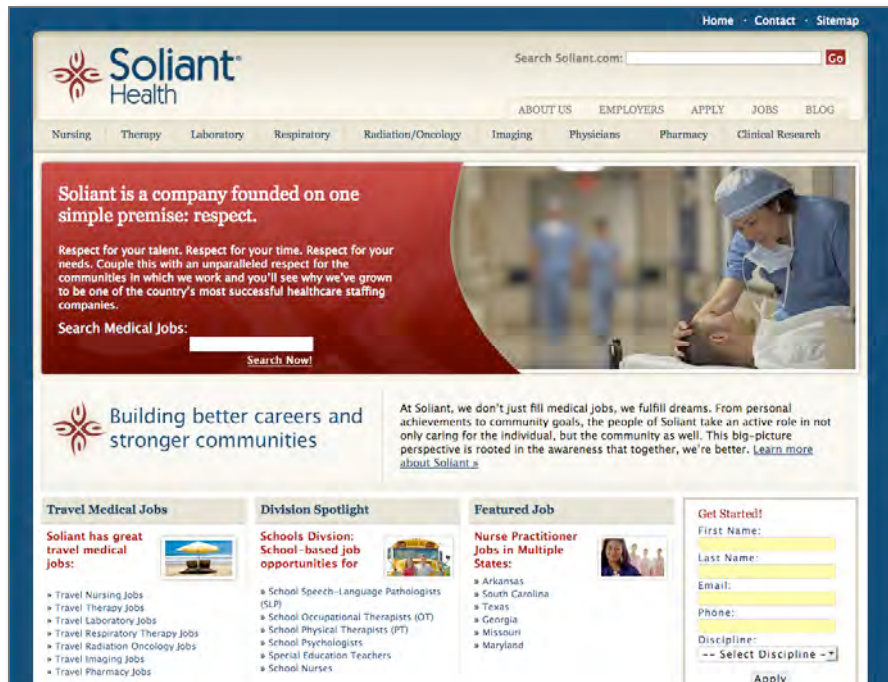 Home · Contact · Sitemap
Soliant
Health
Search Soliant.com:
Go
ABOUT US EMPLOYERS APPLY JOBS BLOG
Nursing Therapy Laboratory Respiratory Radiation/Oncology Imaging Physicians Pharmacy Clinical Research
Soliant is a company founded on one
simple premise: respect.
Respect for your talent. Respect for your time. Respect for your
needs. Couple this with an unparalleled respect for the
communities in which we work and you'll see why we've grown
to be one of the country's most successful healthcare staffing
companies.
Search Medical Jobs:
Search Now!
Building better careers and
stronger communities
At Soliant, we don't just fill medical jobs, we fulfill dreams. From personal
achievements to community goals, the people of Soliant take an active role in not
only caring for the individual, but the community as well. This big-picture
perspective is rooted in the awareness that together, we're better. Learn more
about Soliant »
Travel Medical Jobs
Soliant has great
travel medical
jobs:
» Travel Nursing Jobs
» Travel Therapy Jobs
» Travel Laboratory Jobs
» Travel Respiratory Therapy Jobs
» Travel Radiation Oncology Jobs
» Travel Imaging Jobs
» Travel Pharmacy Jobs
Division Spotlight
Schools Divsion:
School-based job
opportunities for
» School Speech-Language Pathologists
(SLP)
» School Occupational Therapists (OT)
» School Physical Therapists (PT)
» School Psychologists
» Special Education Teachers
» School Nurses
Featured Job
Nurse Practitioner
Jobs in Multiple
States:
» Arkansas
» South Carolina
» Texas
» Georgia
» Missouri
» Maryland
Get Started!
First Name:
Last Name:
Email:
Phone:
Discipline:
-- Select Discipline --
Apply